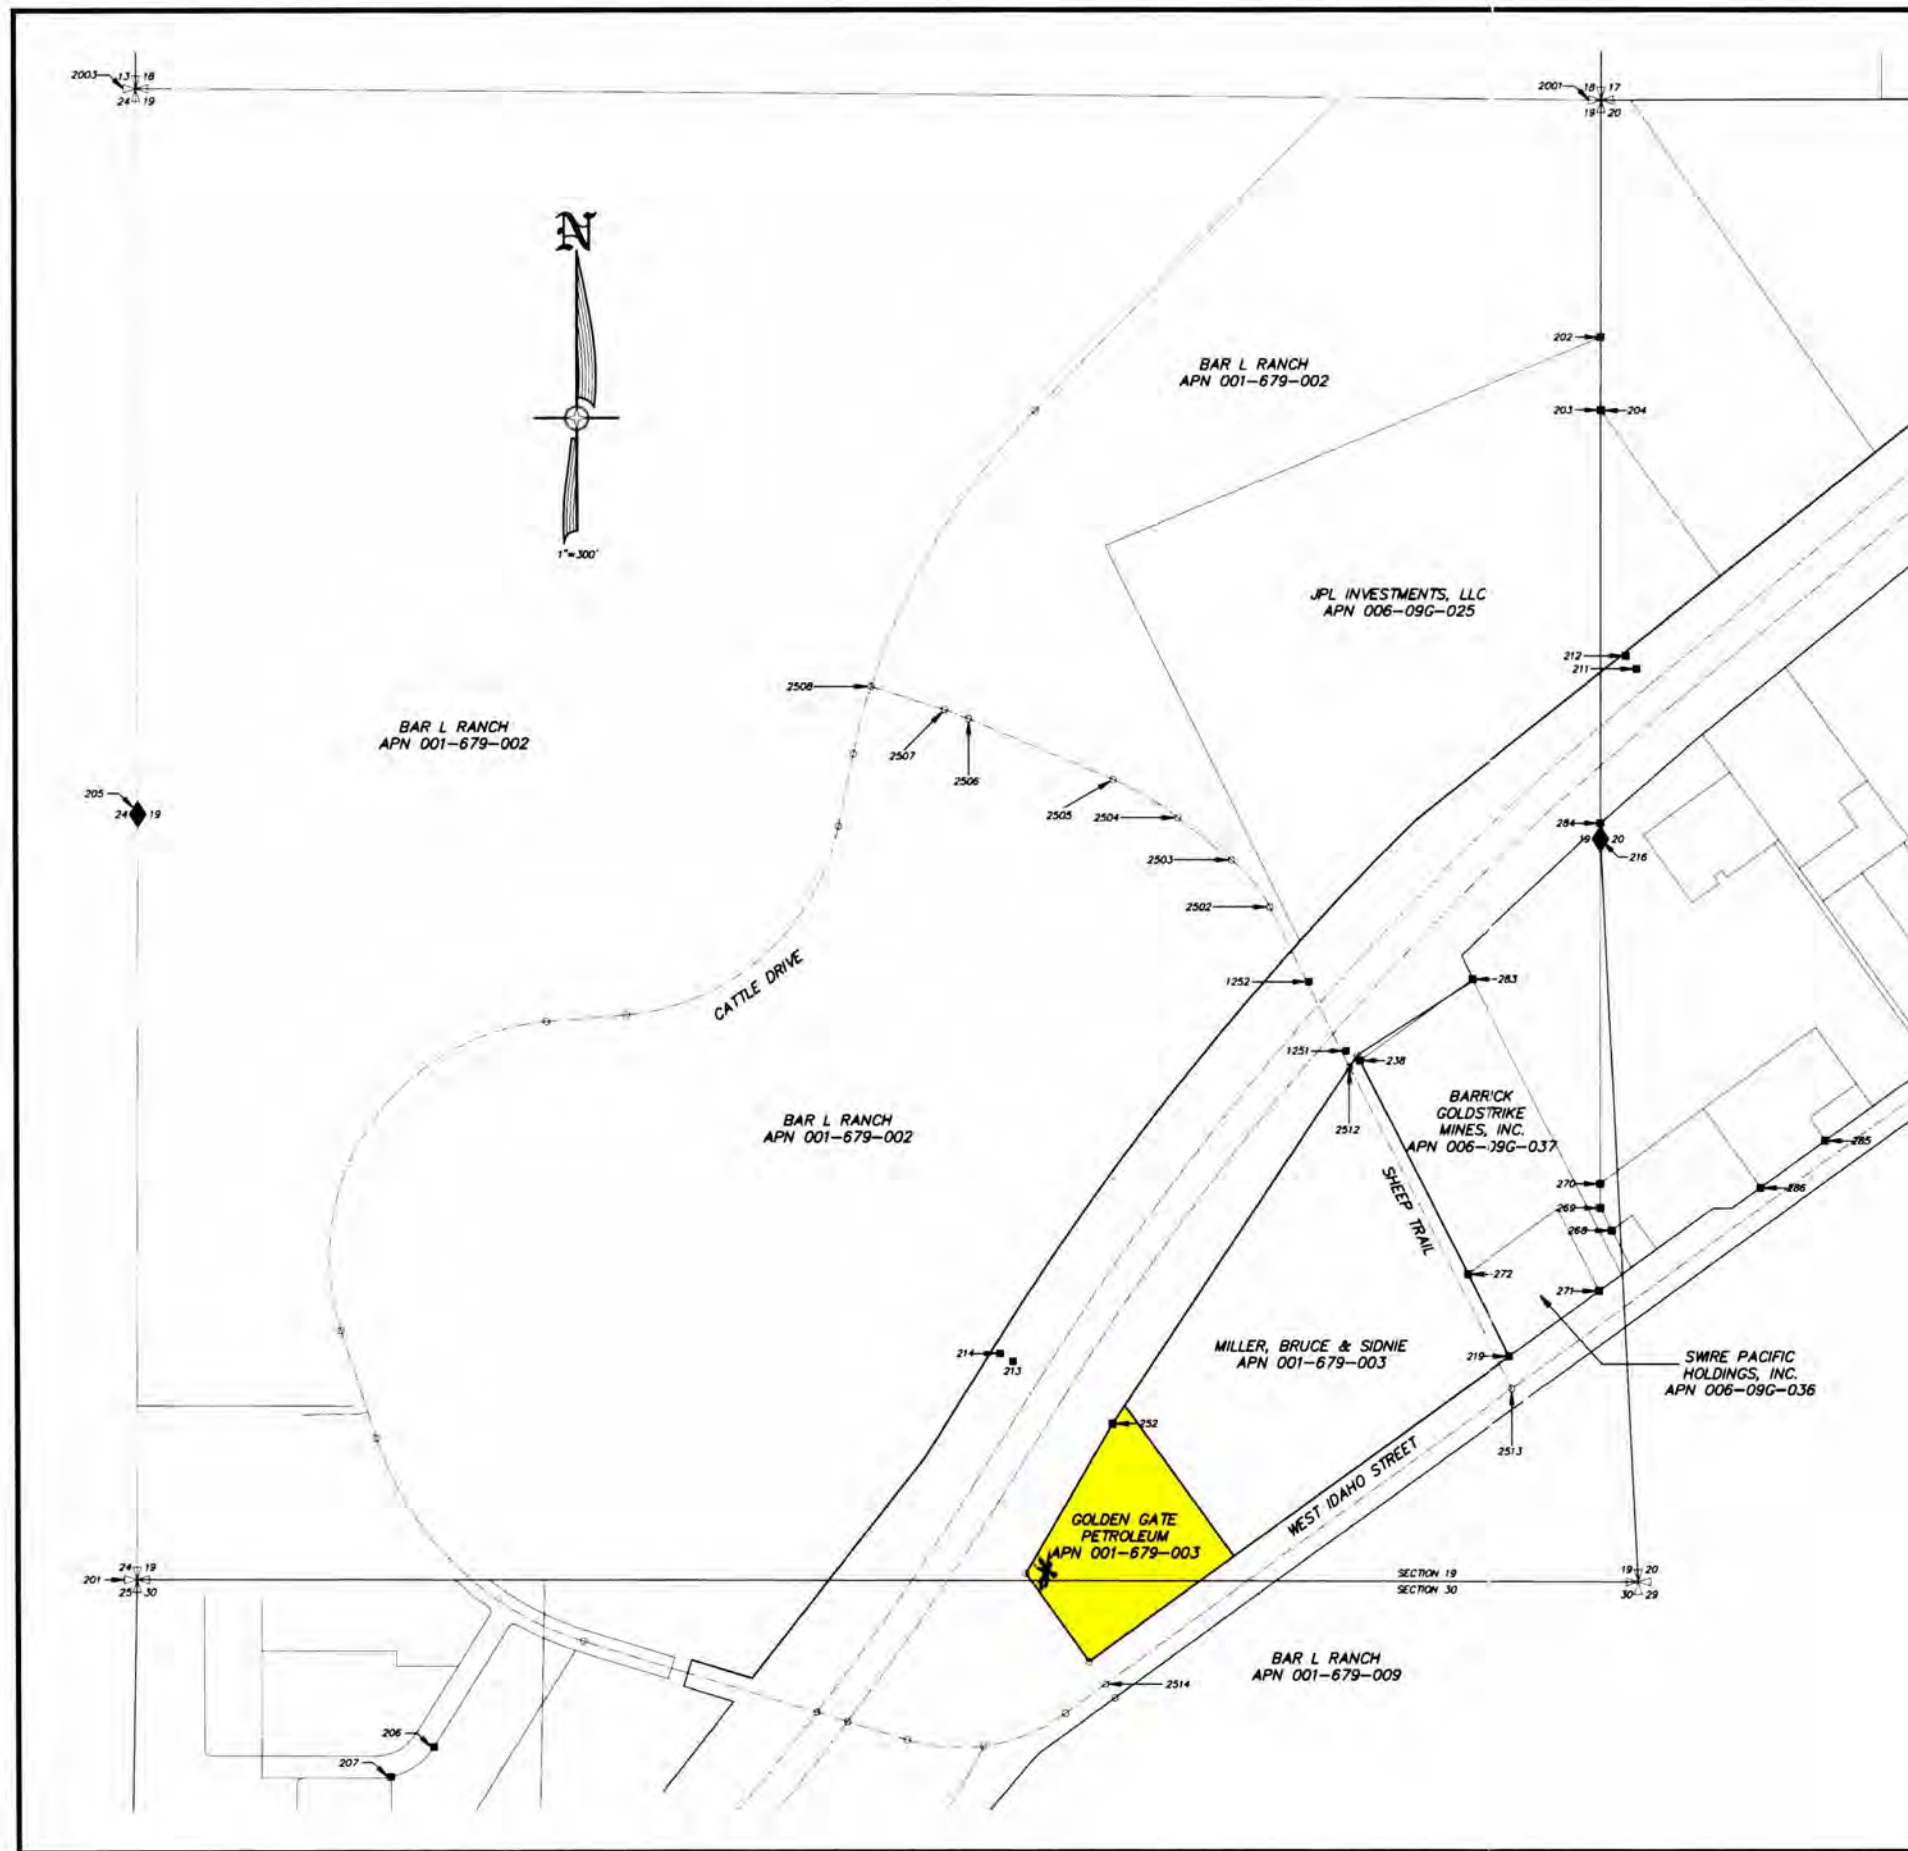 2003
13 18
24 19
2001
18 17
19 20
N
1"=300'
202
203
204
BAR L RANCH
APN 001-679-002
JPL INVESTMENTS, LLC
APN 006-09G-025
212
211
2508
2507
2506
BAR L RANCH
APN 001-679-002
205
24 19
2505
2504
2503
2502
284
19 20
216
CATTLE DRIVE
1252
283
1251
238
2512
BARRICK
GOLDSTRIKE
MINES, INC.
APN 006-09G-037
BAR L RANCH
APN 001-679-002
SHEEP TRAIL
285
270
286
269
268
272
271
214
213
MILLER, BRUCE & SIDNIE
APN 001-679-003
219
SWIRE PACIFIC
HOLDINGS, INC.
APN 006-09G-036
252
2513
WEST IDAHO STREET
GOLDEN GATE
PETROLEUM
APN 001-679-003
201
24 19
25 30
SECTION 19
SECTION 30
19 20
30 29
BAR L RANCH
APN 001-679-009
2514
206
207